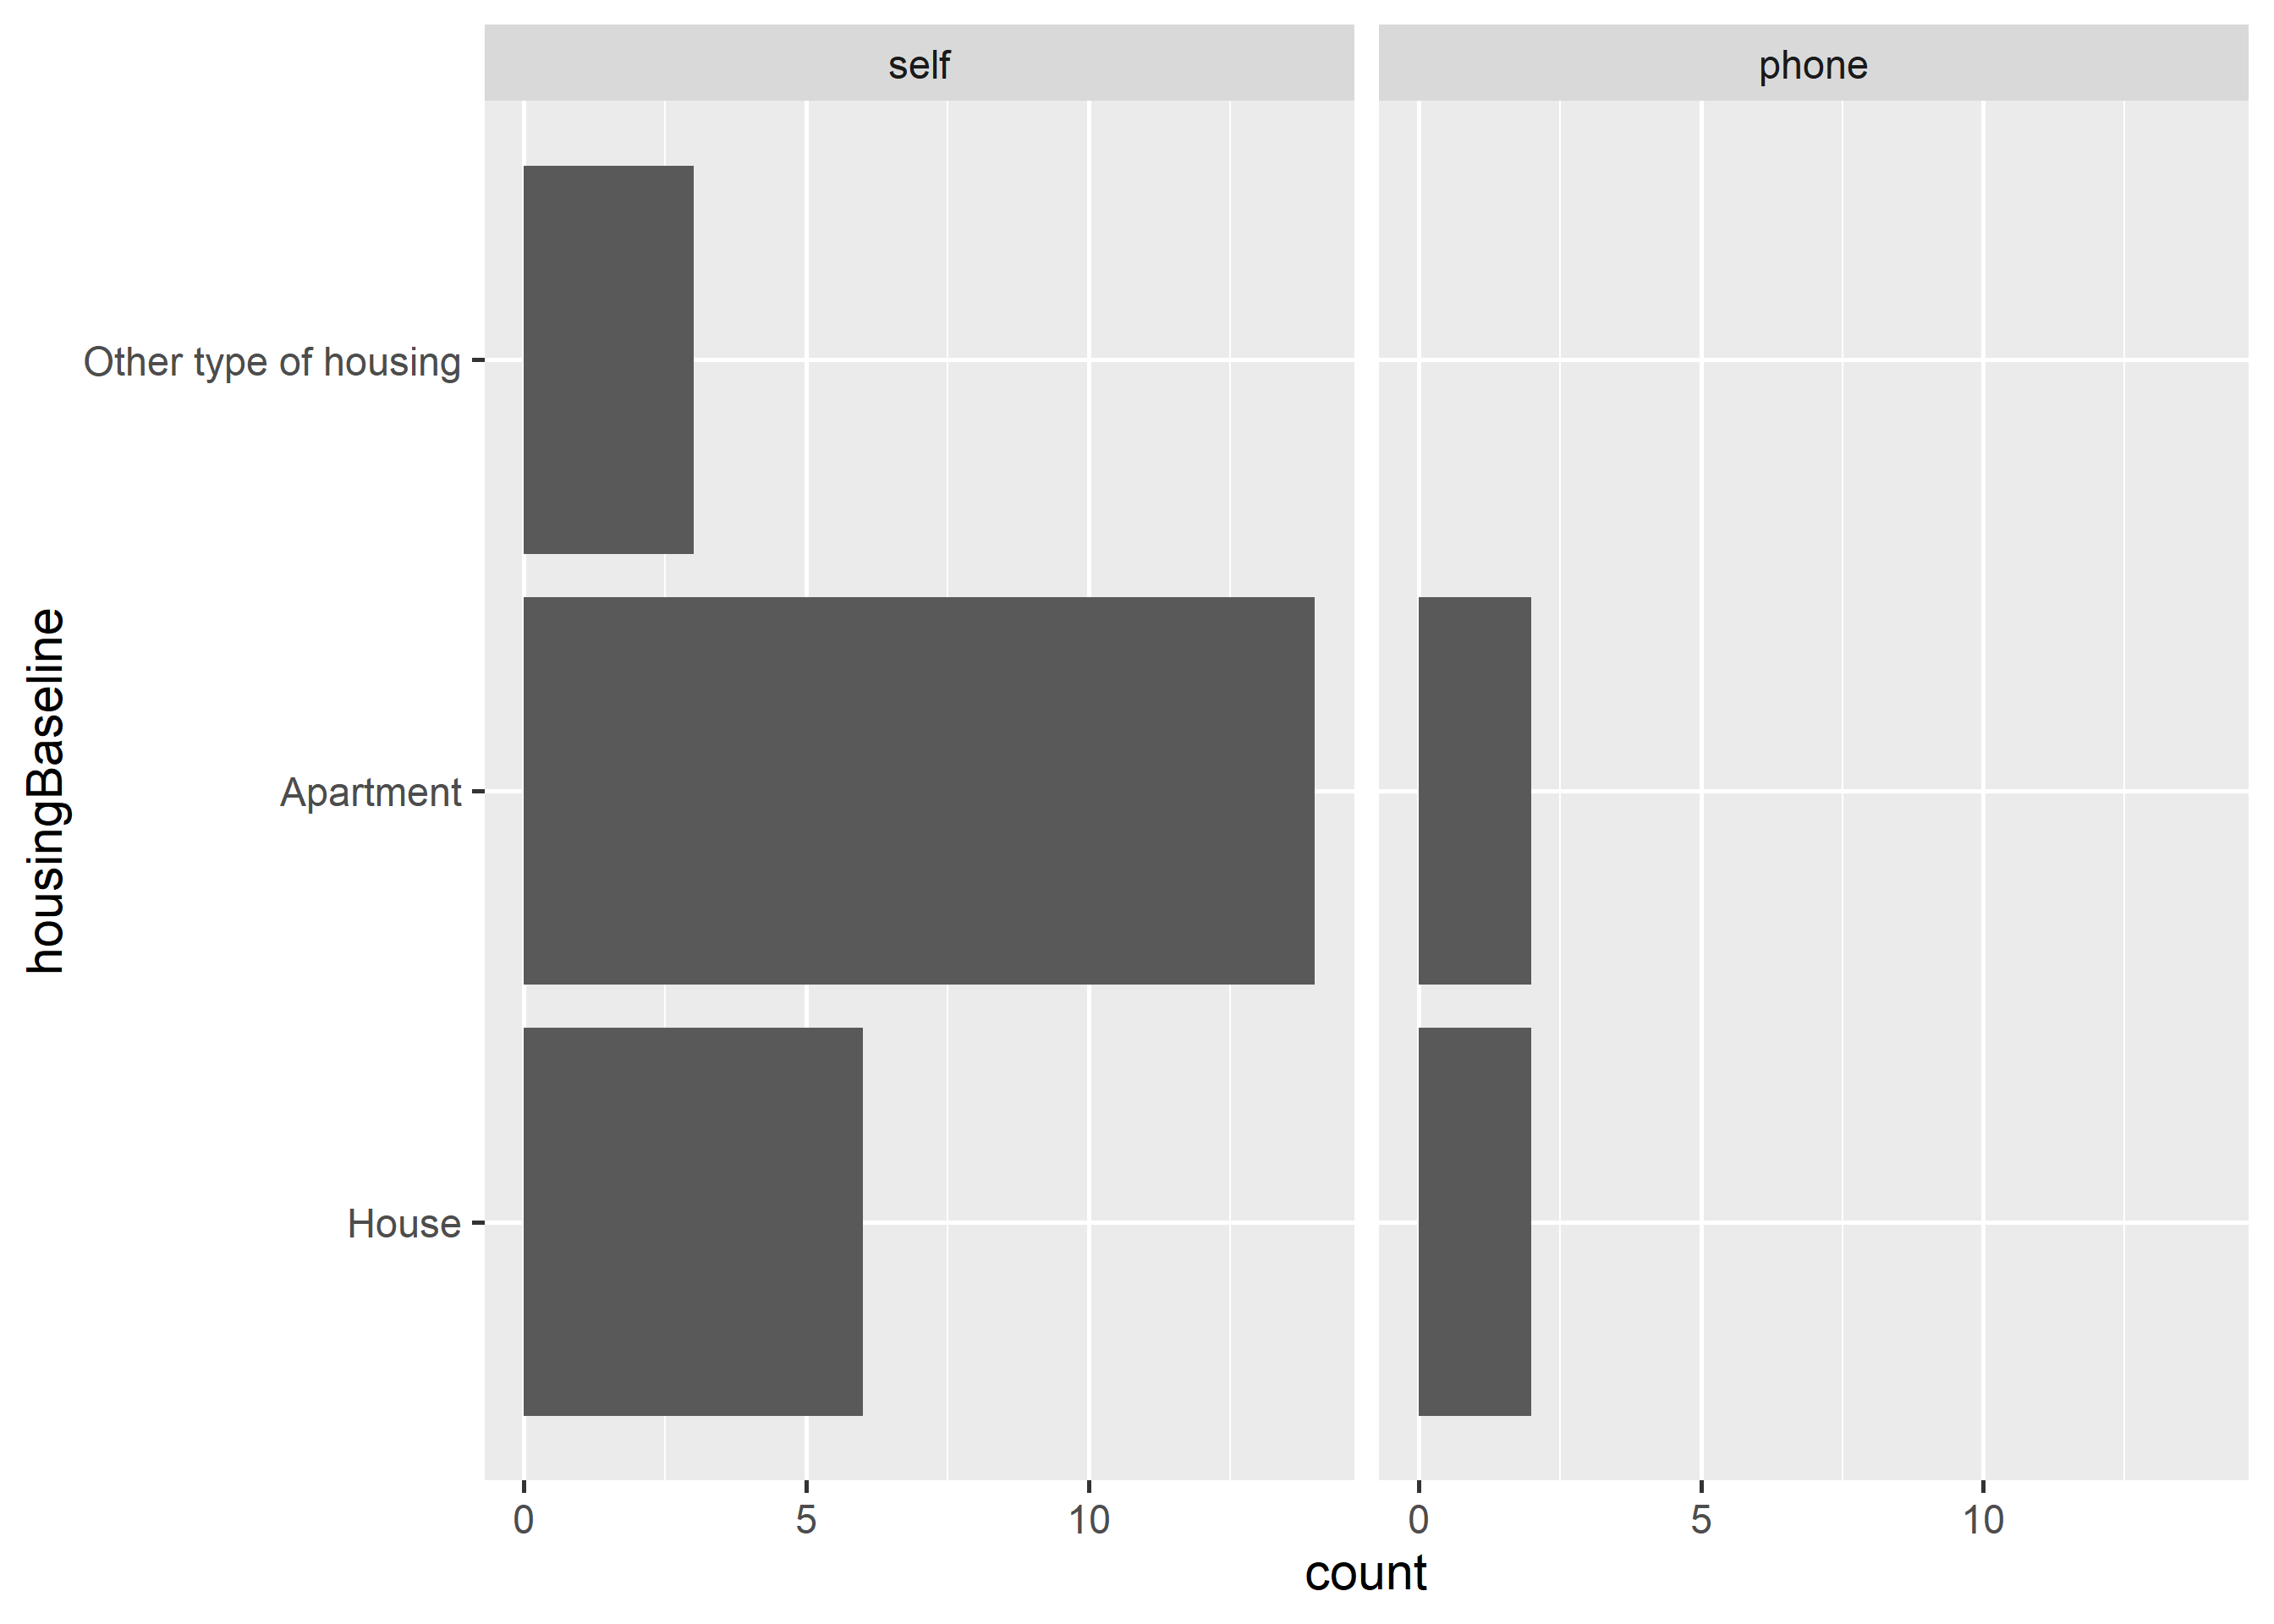 self
phone
Other type of housing
Apartment
House
housingBaseline
0 5 10
0 5 10
count